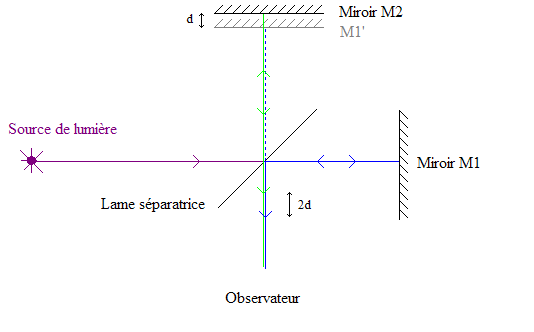 Miroir M2
d
M1'
Source de lumière
Miroir M1
Lame séparatrice
2d
Observateur